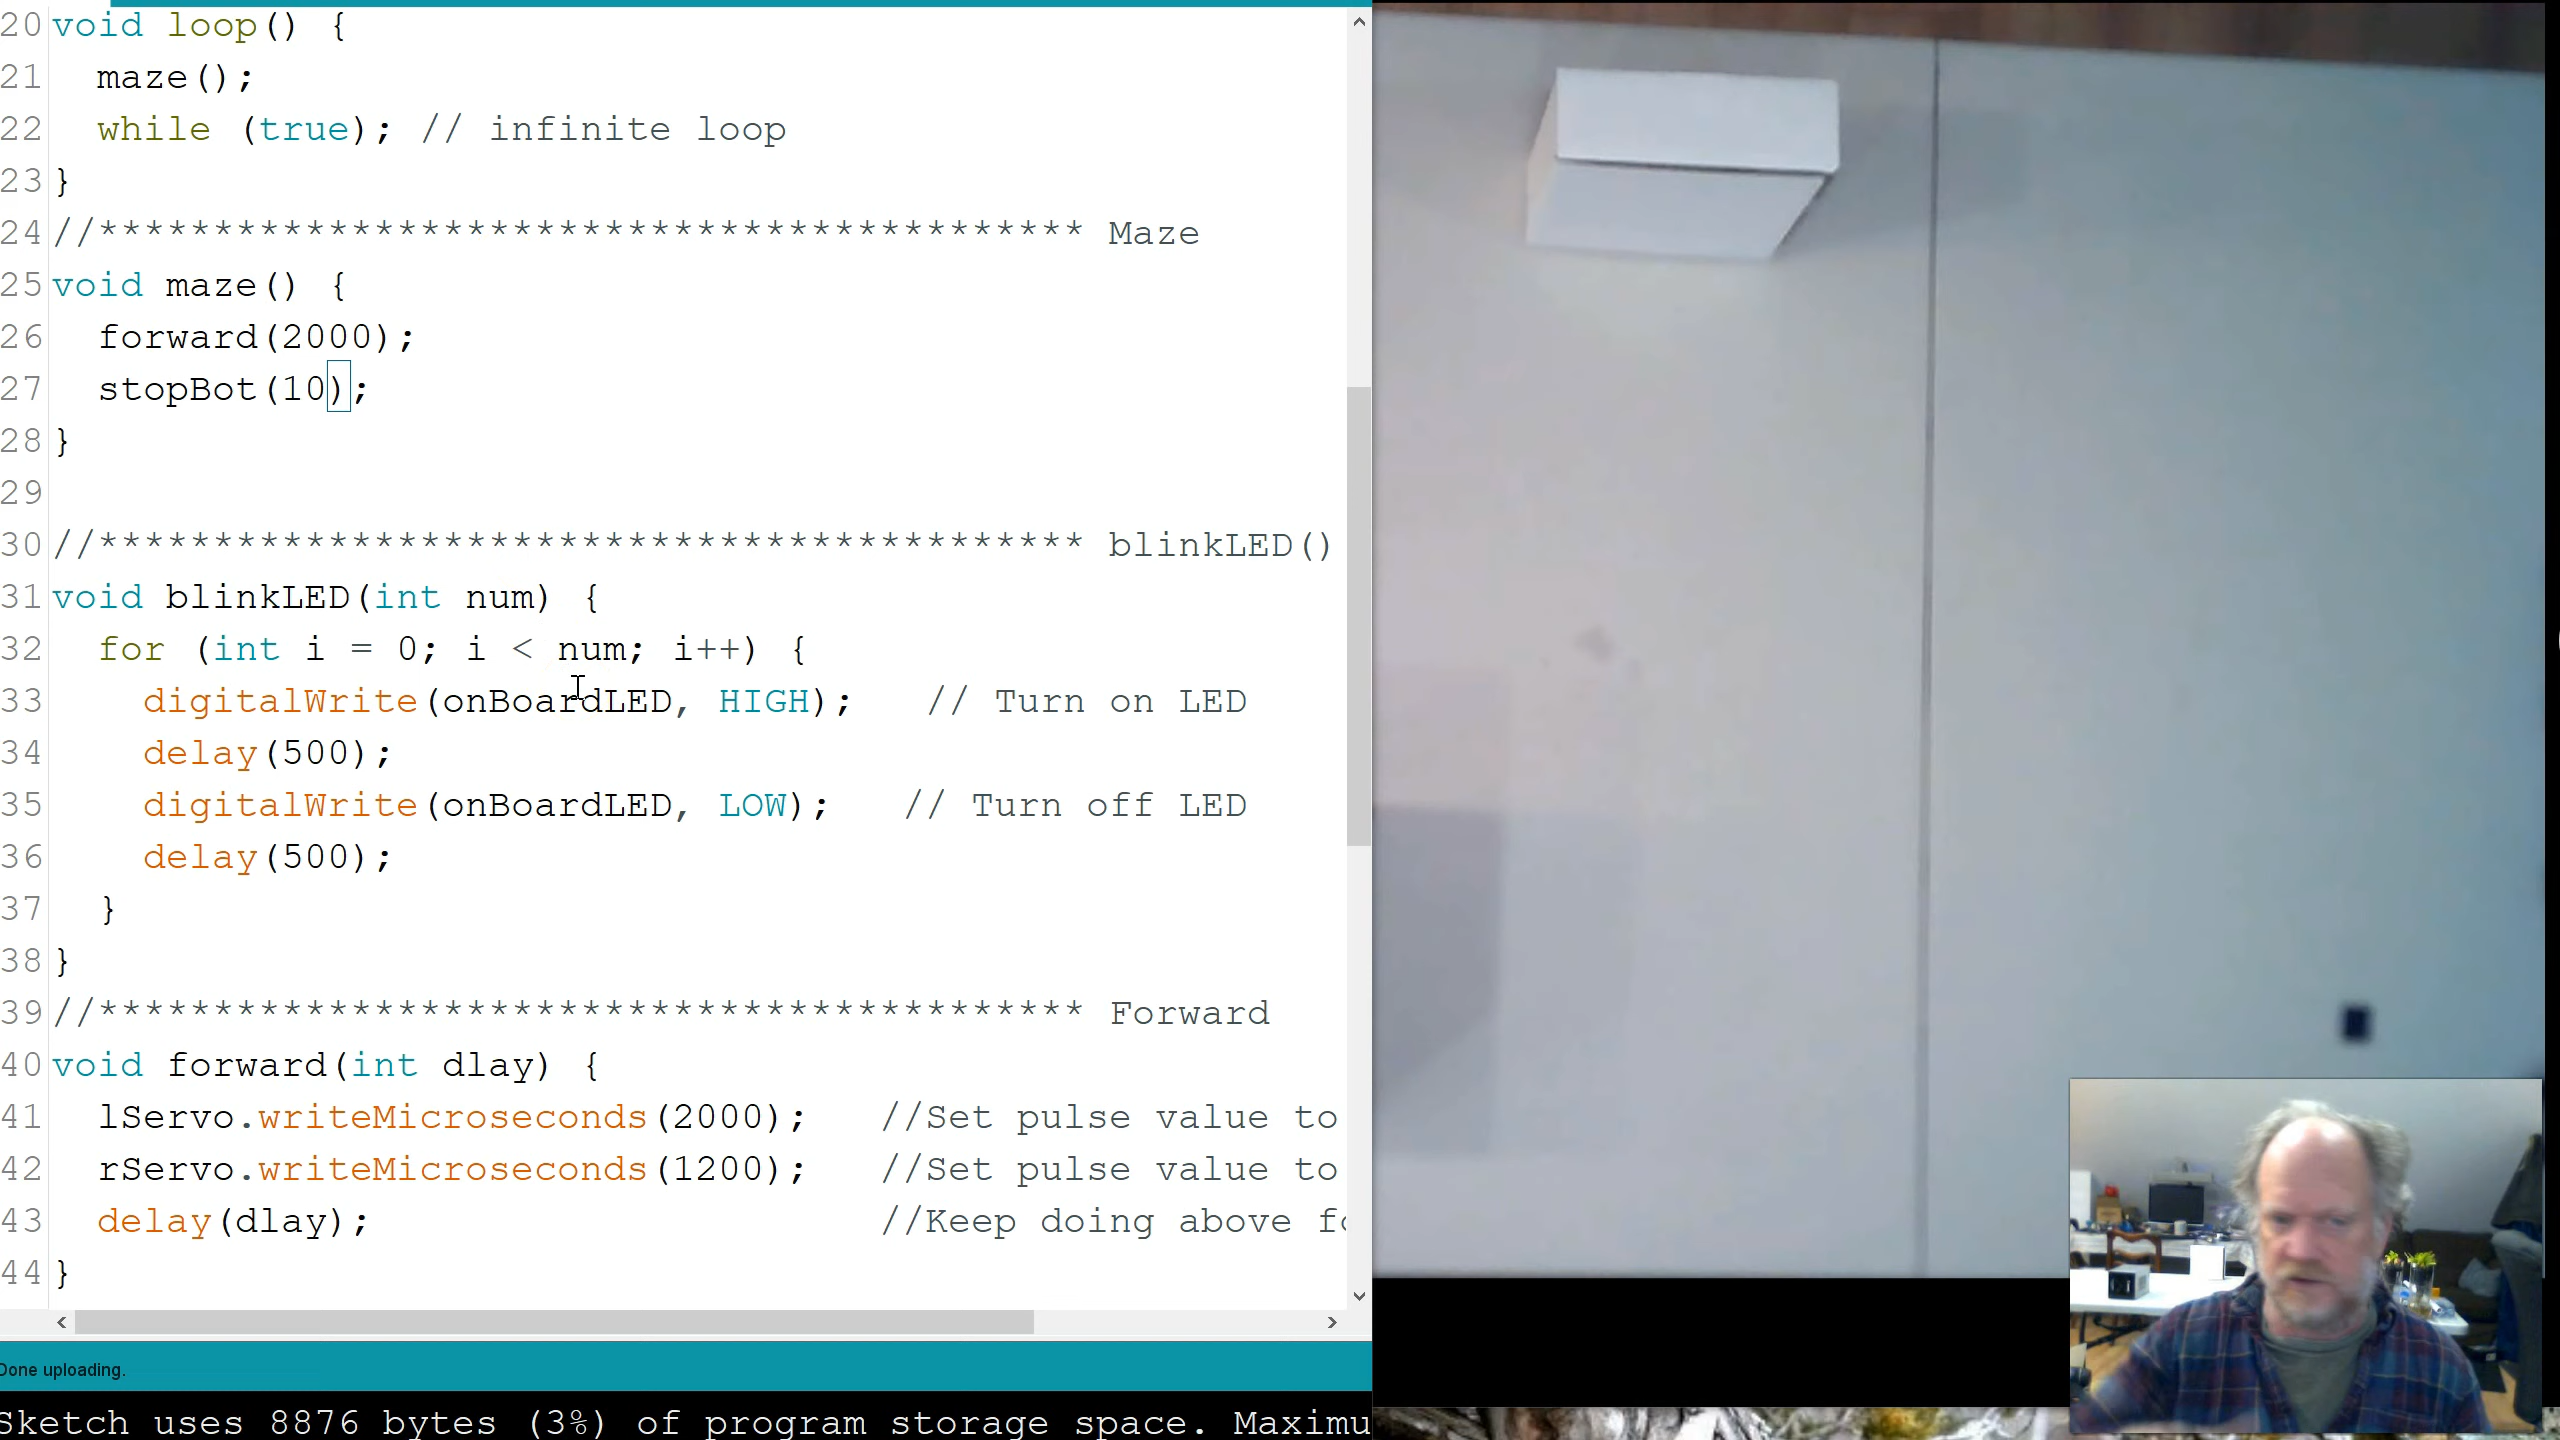 20 void loop() {
21 maze();
22 while (true); // infinite loop
23 }
24 //******************************************* Maze
25 void maze() {
26 forward(2000);
27 stopBot(10);
28 }
29
30 //******************************************* blinkLED()
31 void blinkLED(int num) {
32 for (int i = 0; i < num; i++) {
33 digitalWrite(onBoardLED, HIGH); // Turn on LED
34 delay(500);
35 digitalWrite(onBoardLED, LOW); // Turn off LED
36 delay(500);
37 }
38 }
39 //******************************************* Forward
40 void forward(int dlay) {
41 lServo.writeMicroseconds(2000); //Set pulse value to
42 rServo.writeMicroseconds(1200); //Set pulse value to
43 delay(dlay); //Keep doing above fo
44 }
Done uploading.
Sketch uses 8876 bytes (3%) of program storage space. Maximu